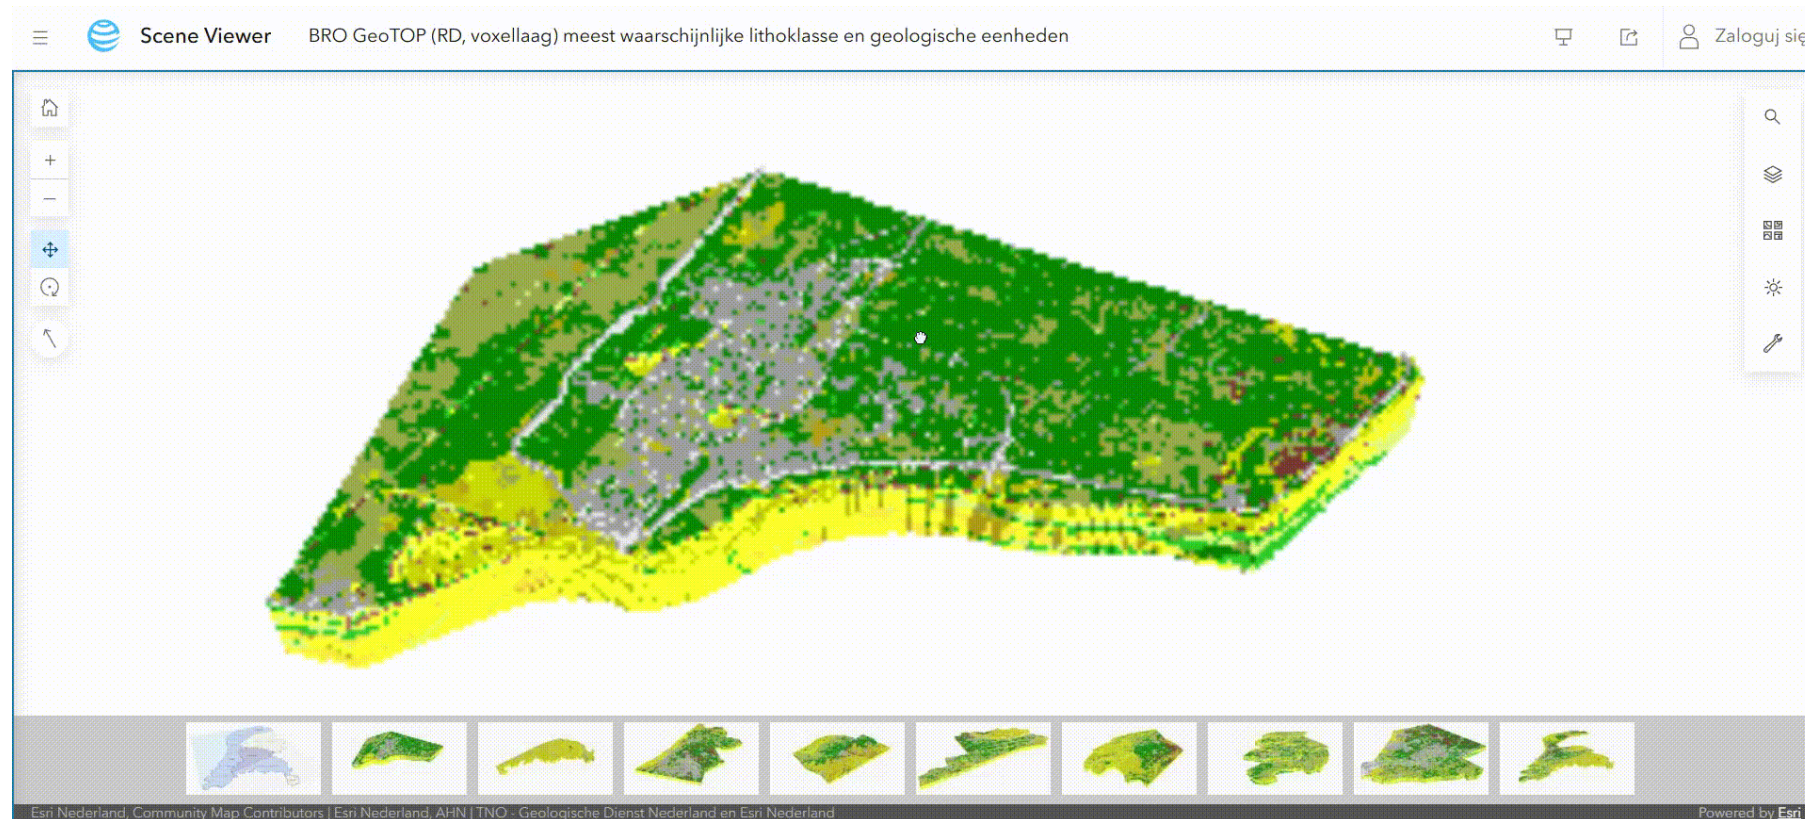 Scene Viewer
BRO GeoTOP (RD, voxellaag) meest waarschijnlijke lithoklasse en geologische eenheden
Zaloguj się
Esri Nederland, Community Map Contributors | Esri Nederland, AHN | TNO - Geologische Dienst Nederland en Esri Nederland
Powered by Esri